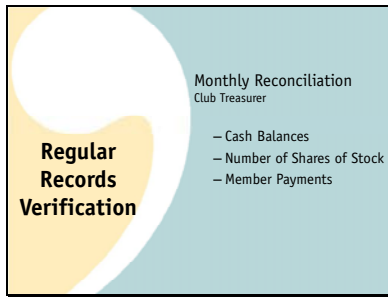 Regular
Records
Verification
Monthly Reconciliation
Club Treasurer
– Cash Balances
– Number of Shares of Stock
– Member Payments